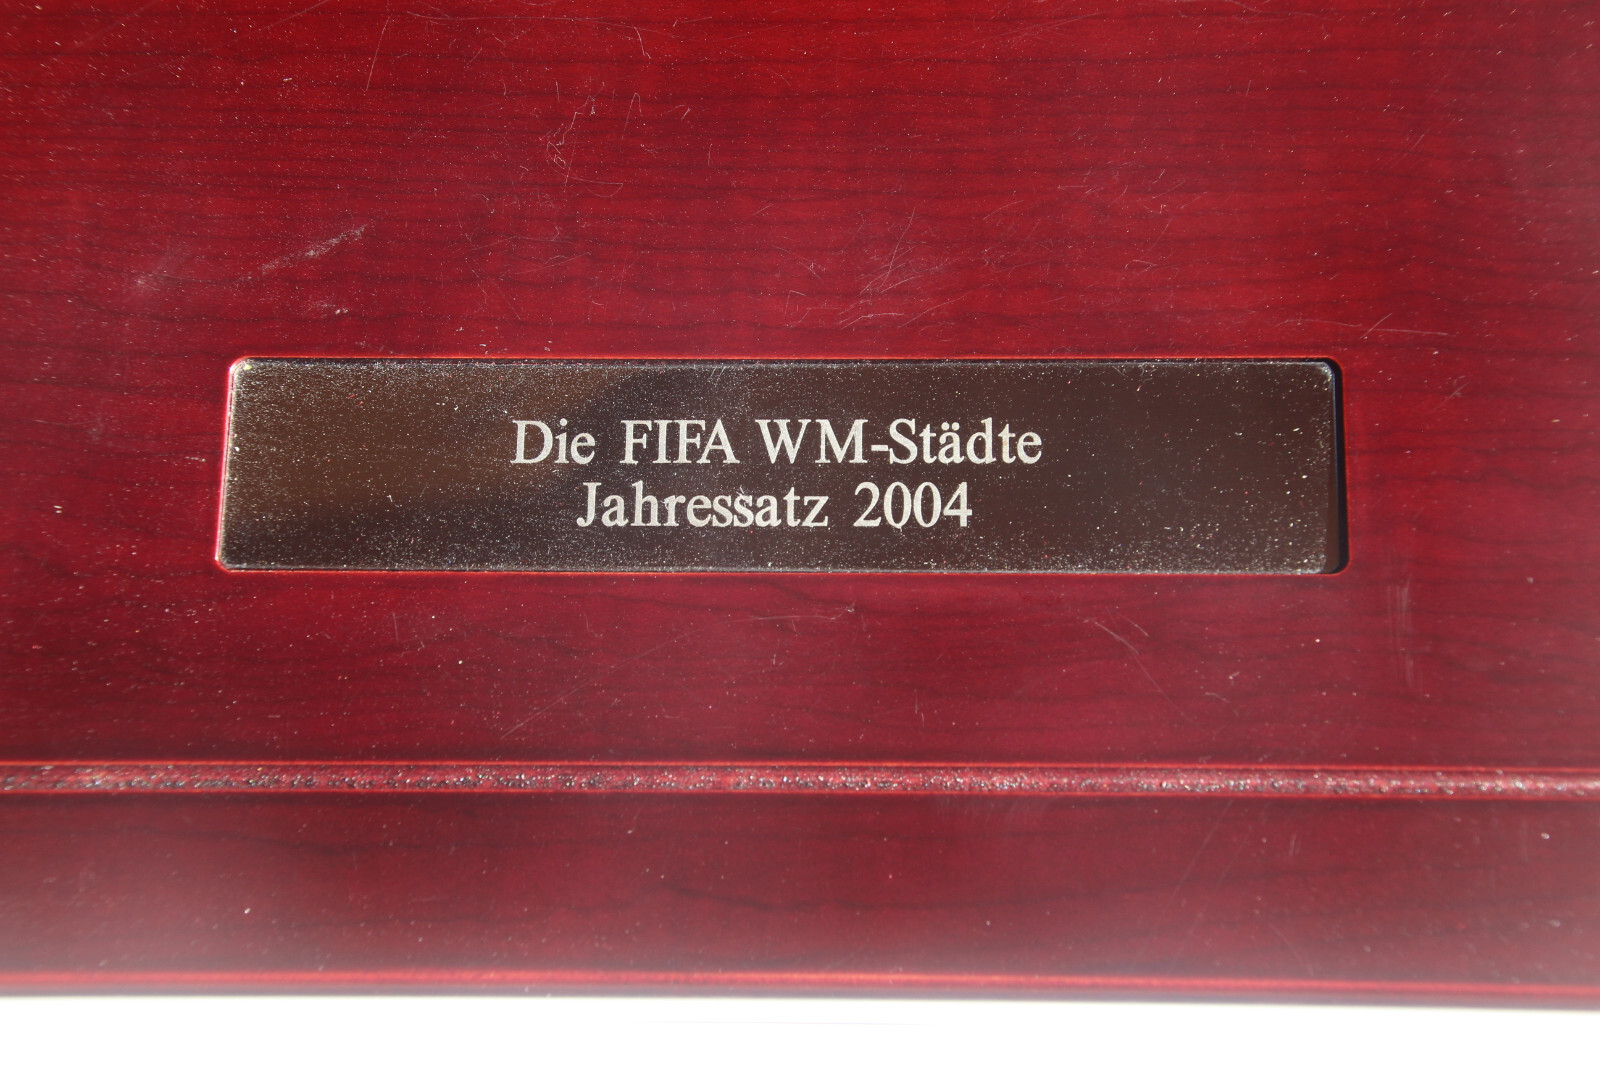 Die FIFA WM-Städte
Jahressatz 2004